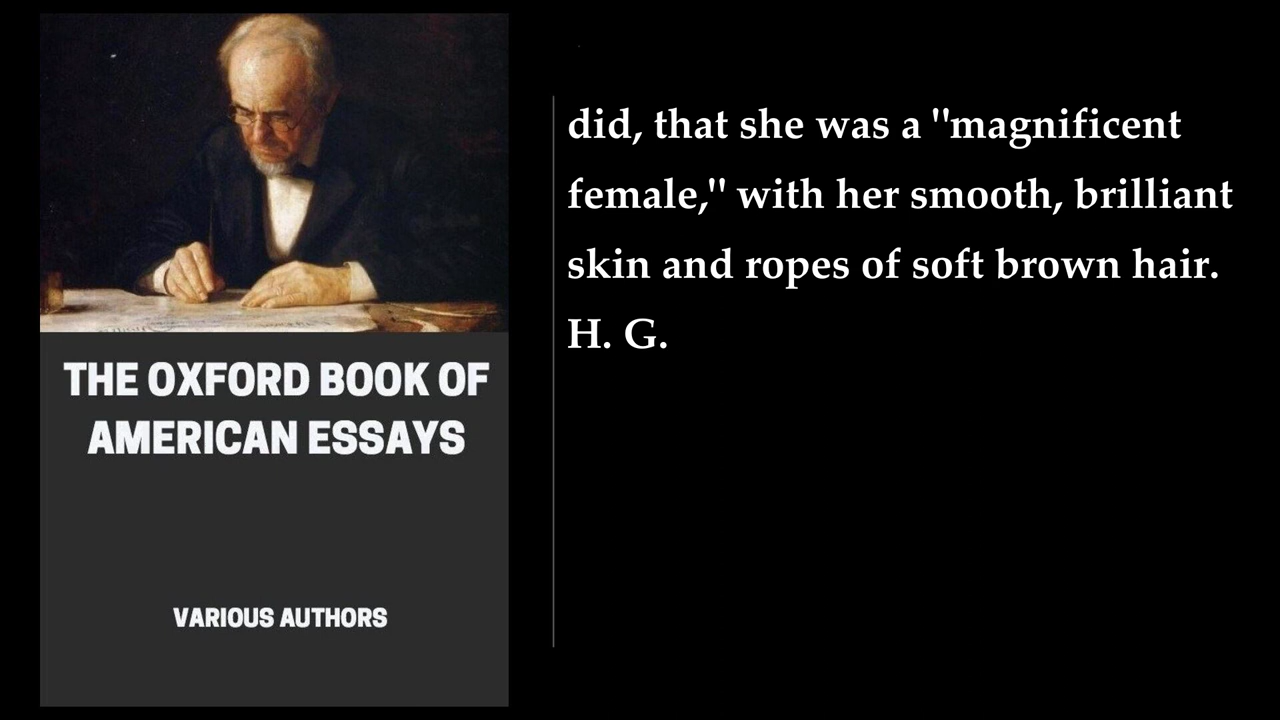 THE OXFORD BOOK OF
AMERICAN ESSAYS
VARIOUS AUTHORS
did, that she was a "magnificent
female," with her smooth, brilliant
skin and ropes of soft brown hair.
H. G.